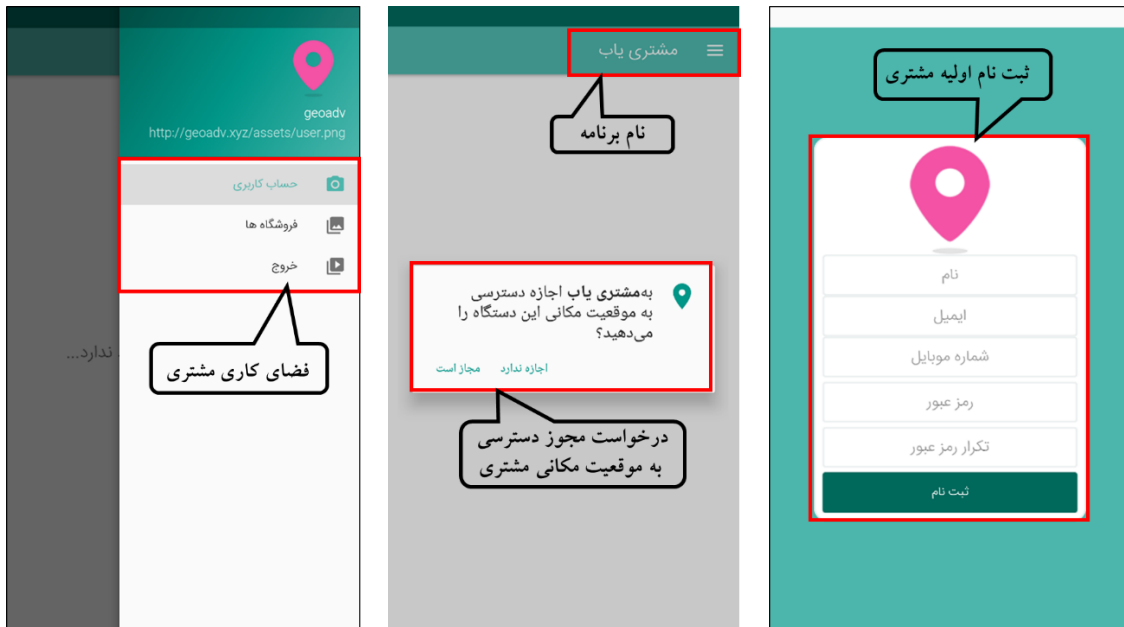 ثبت نام اولیه مشتری
نام
ایمیل
شماره موبایل
رمز عبور
تکرار رمز عبور
ثبت نام
مشتری یاب
نام برنامه
به‌مشتری یاب اجازه دسترسی
به موقعیت مکانی این دستگاه را
می‌دهید؟
اجازه ندارد
مجاز است
درخواست مجوز دسترسی
به موقعیت مکانی مشتری
geoadv
http://geoadv.xyz/assets/user.png
حساب کاربری
فروشگاه ها
خروج
ندارد...
فضای کاری مشتری